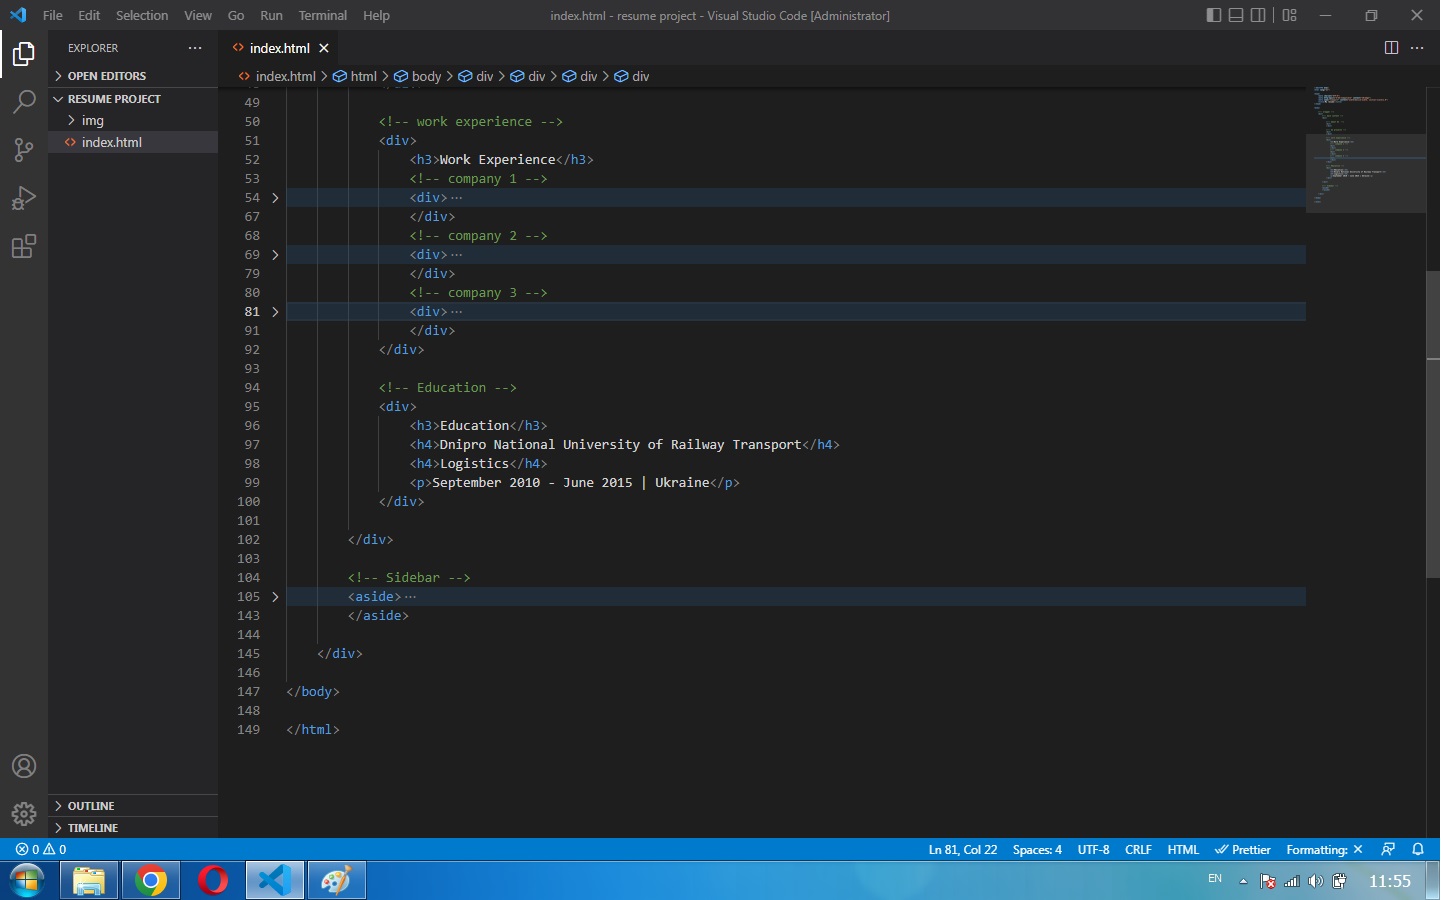 File Edit Selection View Go Run Terminal Help
index.html - resume project - Visual Studio Code [Administrator]
EXPLORER
OPEN EDITORS
RESUME PROJECT
img
index.html
OUTLINE
TIMELINE
index.html
index.html > html > body > div > div > div > div
49
50 <!-- work experience -->
51 <div>
52 <h3>Work Experience</h3>
53 <!-- company 1 -->
54 <div>…
67 </div>
68 <!-- company 2 -->
69 <div>…
79 </div>
80 <!-- company 3 -->
81 <div>…
91 </div>
92 </div>
93
94 <!-- Education -->
95 <div>
96 <h3>Education</h3>
97 <h4>Dnipro National University of Railway Transport</h4>
98 <h4>Logistics</h4>
99 <p>September 2010 - June 2015 | Ukraine</p>
100 </div>
101
102 </div>
103
104 <!-- Sidebar -->
105 <aside>…
143 </aside>
144
145 </div>
146
147 </body>
148
149 </html>
0 0 Ln 81, Col 22 Spaces: 4 UTF-8 CRLF HTML Prettier Formatting: ×
EN 11:55